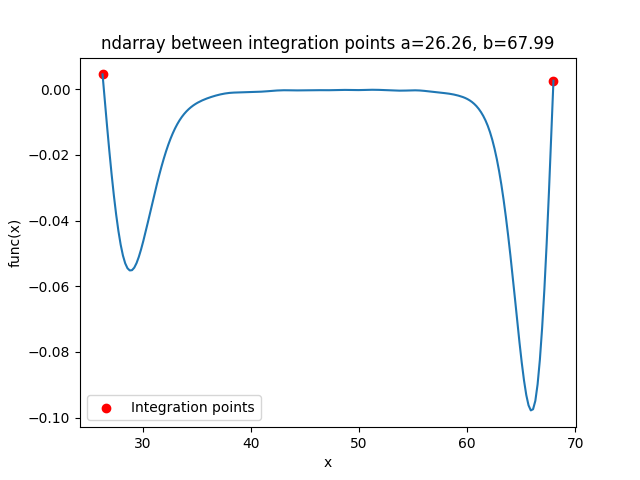 ndarray between integration points a=26.26, b=67.99
0.00
−0.02
−0.04
−0.06
−0.08
−0.10
func(x)
Integration points
30 40 50 60 70
x